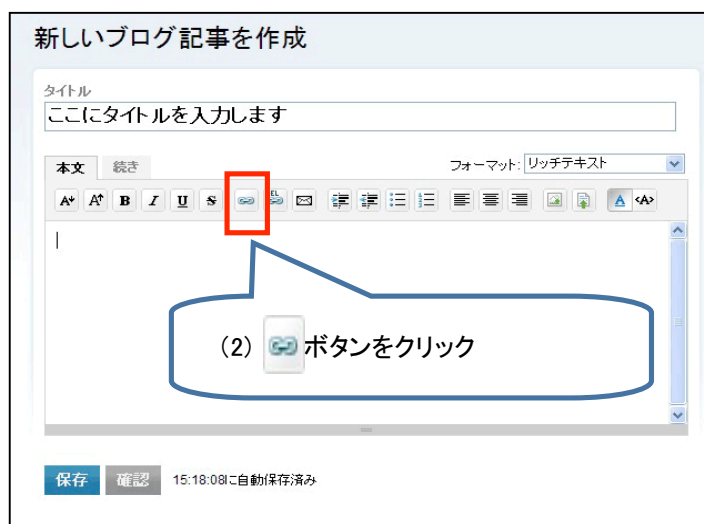 新しいブログ記事を作成
タイトル
ここにタイトルを入力します
本文 続き フォーマット: リッチテキスト
A A B I U S EL A <A>
(2) ボタンをクリック
保存 確認 15:18:08に自動保存済み